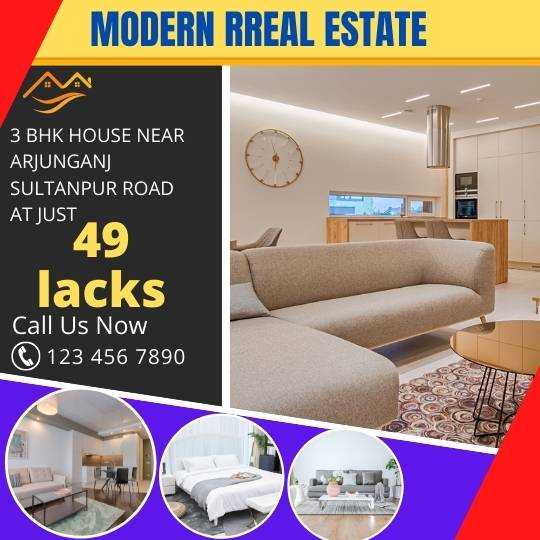 MODERN RREAL ESTATE
3 BHK HOUSE NEAR
ARJUNGANJ
SULTANPUR ROAD
AT JUST
49
lacks
Call Us Now
123 456 7890